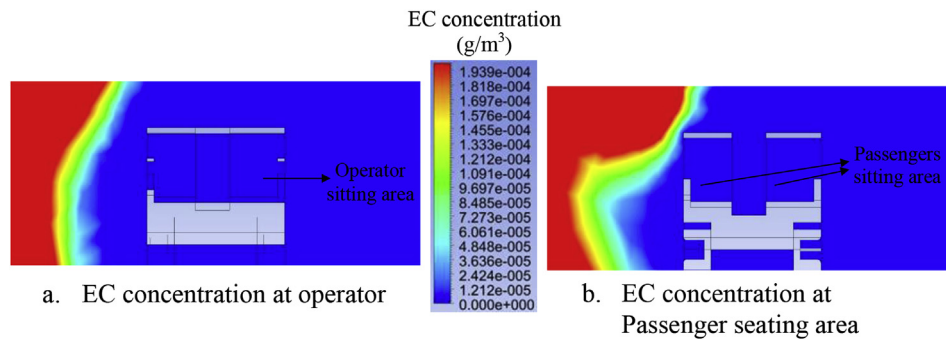 EC concentration
(g/m³)
1.939e-004
1.818e-004
1.697e-004
1.576e-004
1.455e-004
1.333e-004
1.212e-004
1.091e-004
9.697e-005
8.485e-005
7.273e-005
6.061e-005
4.848e-005
3.636e-005
2.424e-005
1.212e-005
0.000e+000
Operator
sitting area
Passengers
sitting area
a. EC concentration at operator
b. EC concentration at
Passenger seating area